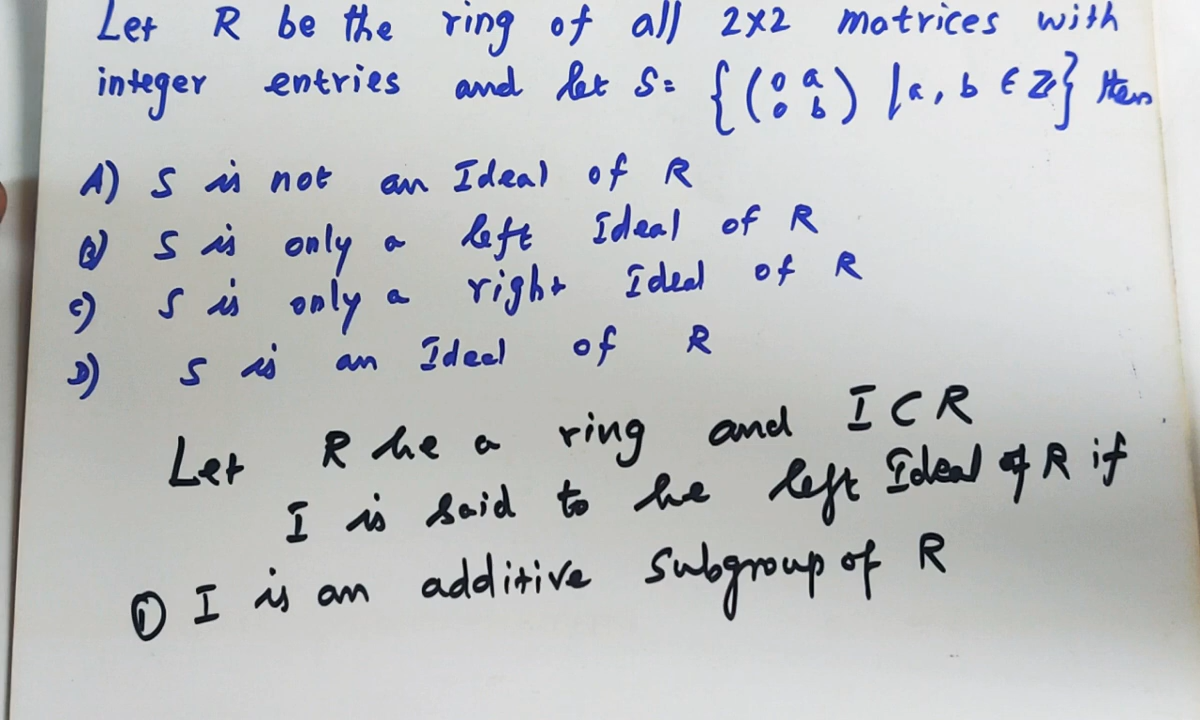 Let R be the ring of all 2x2 matrices with
integer entries and let S= { ( 0 a ) | a, b ∈ Z } then
0 b
A) S is not an Ideal of R
B) S is only a left Ideal of R
C) S is only a right Ideal of R
D) S is an Ideal of R
Let R be a ring and I ⊂ R
I is said to be left Ideal of R if
① I is an additive Subgroup of R